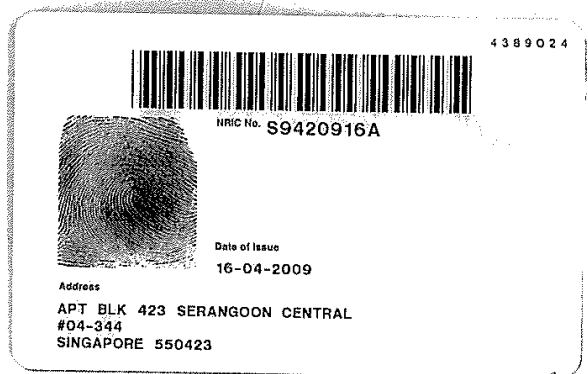 4389024
NRIC No. S9420916A
Date of Issue
16-04-2009
Address
APT BLK 423 SERANGOON CENTRAL
#04-344
SINGAPORE 550423